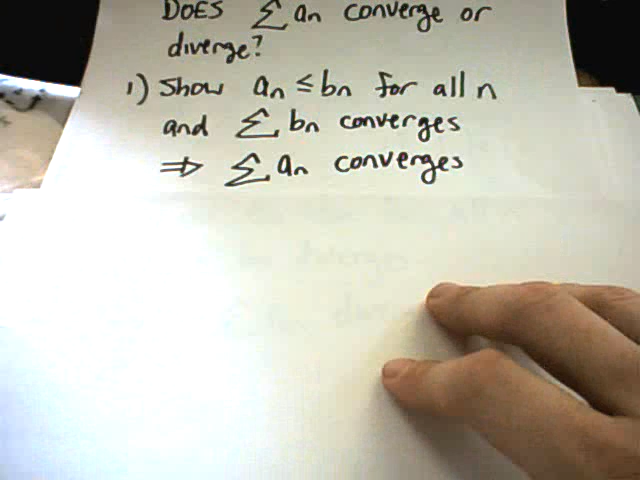 DOES ∑ an converge or
diverge?
1) Show an ≤ bn for all n
and ∑ bn converges
⇒ ∑ an converges